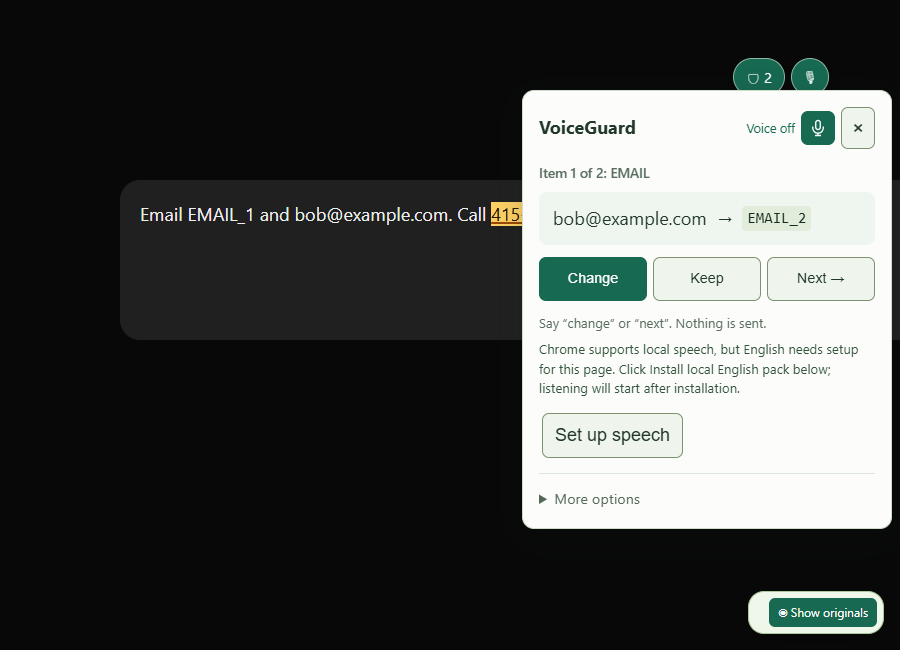 2
VoiceGuard
Voice off
×
Item 1 of 2: EMAIL
Email EMAIL_1 and bob@example.com. Call 415
bob@example.com → EMAIL_2
Change
Keep
Next →
Say “change” or “next”. Nothing is sent.
Chrome supports local speech, but English needs setup
for this page. Click Install local English pack below;
listening will start after installation.
Set up speech
▶ More options
◉ Show originals